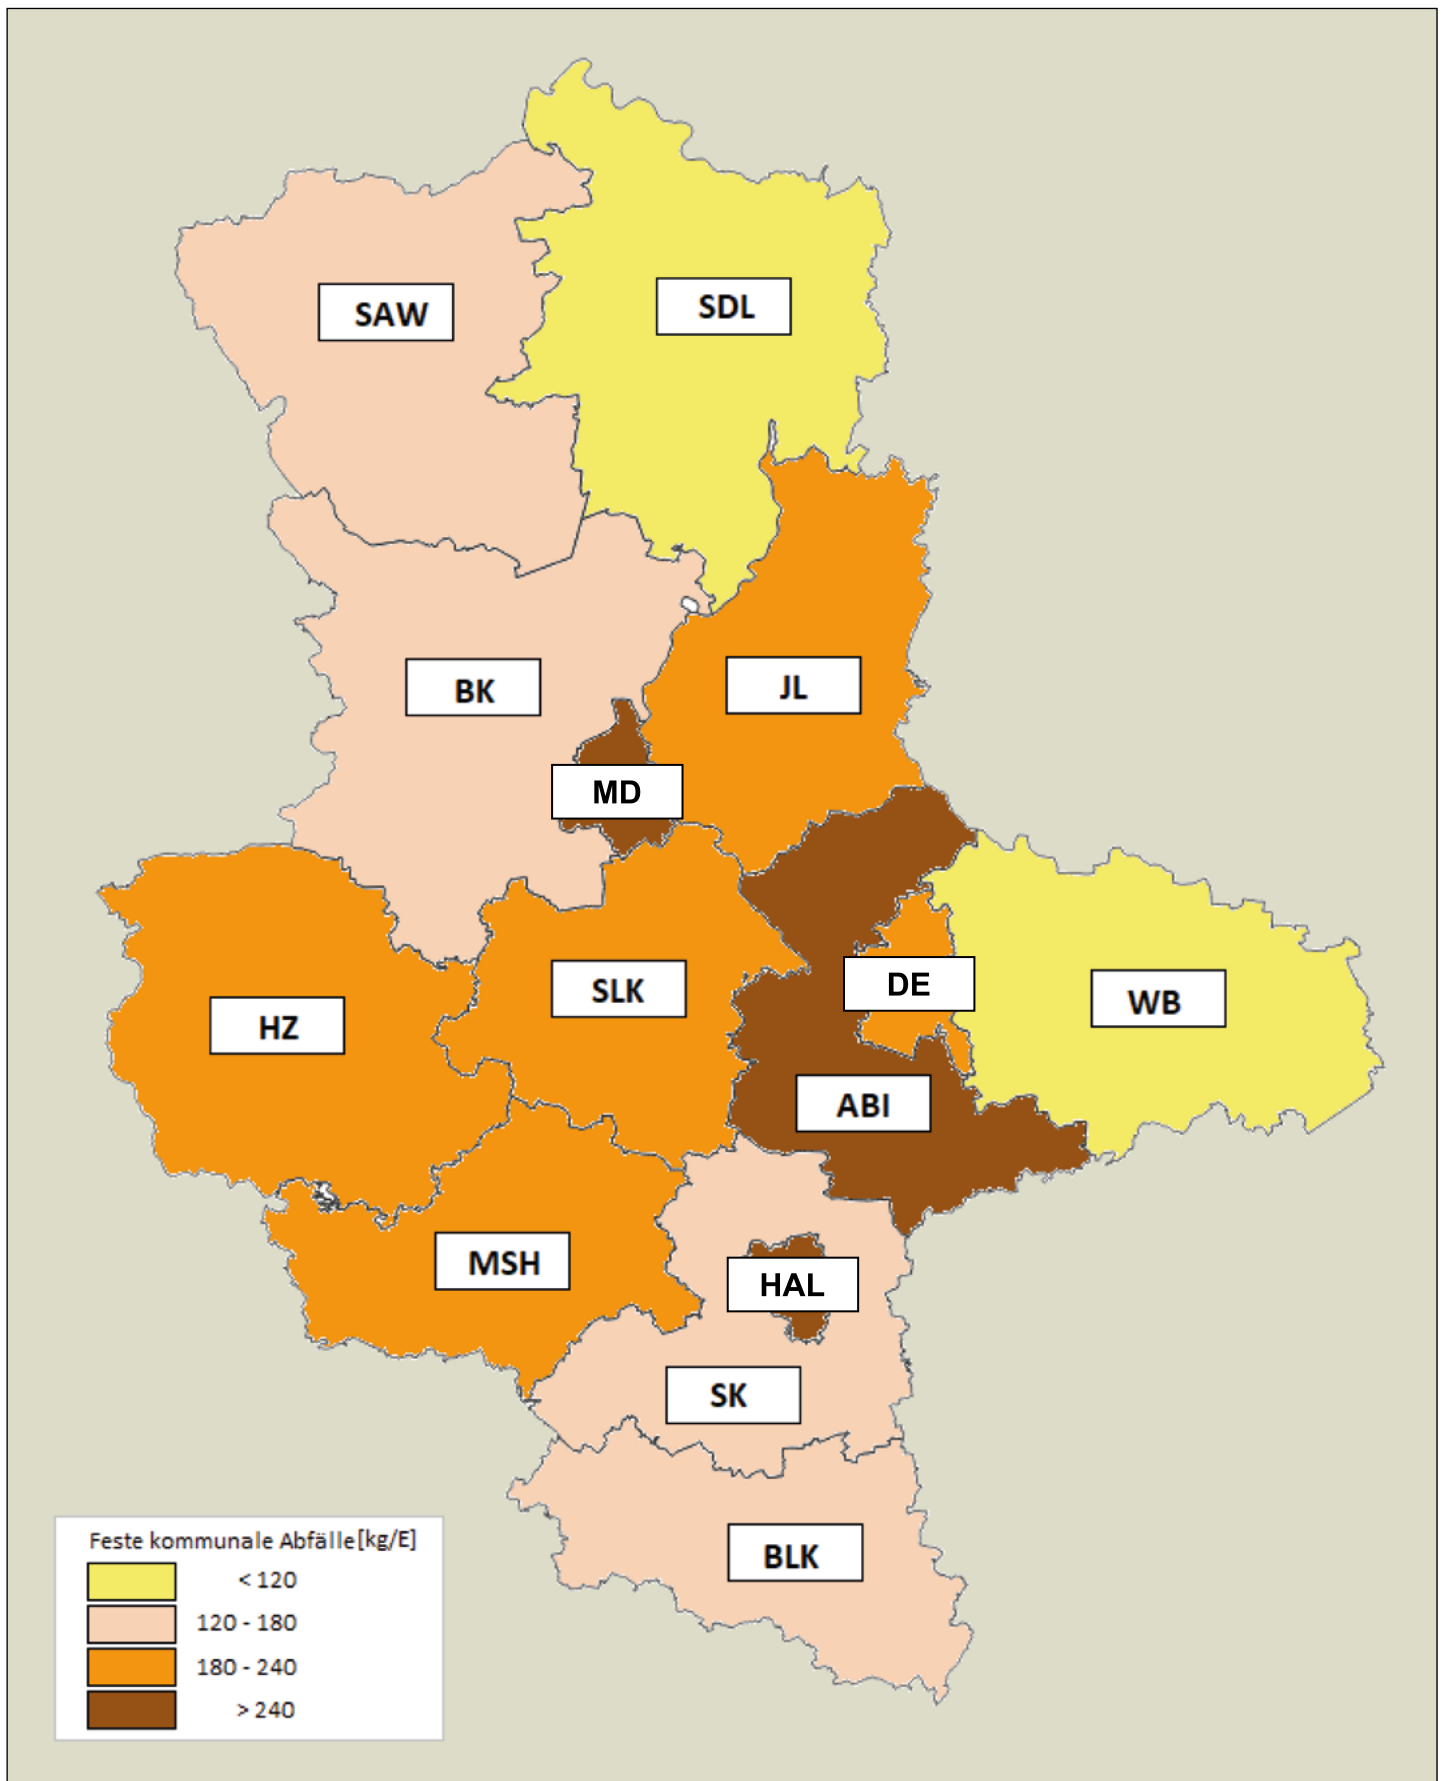 SDL
SAW
JL
BK
MD
DE
SLK
WB
HZ
ABI
MSH
HAL
SK
BLK
Feste kommunale Abfälle[kg/E]
< 120
120 - 180
180 - 240
> 240